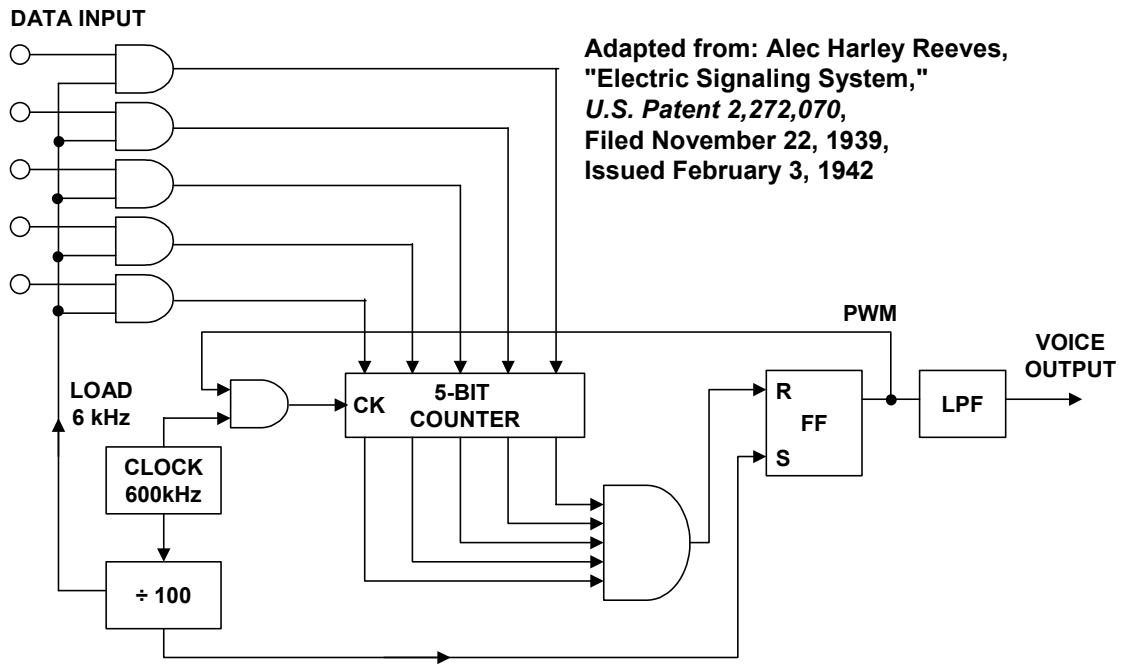 DATA INPUT
Adapted from: Alec Harley Reeves,
"Electric Signaling System,"
U.S. Patent 2,272,070,
Filed November 22, 1939,
Issued February 3, 1942
PWM
VOICE
OUTPUT
LOAD
6 kHz
CK
5-BIT
COUNTER
R
FF
S
LPF
CLOCK
600kHz
÷ 100